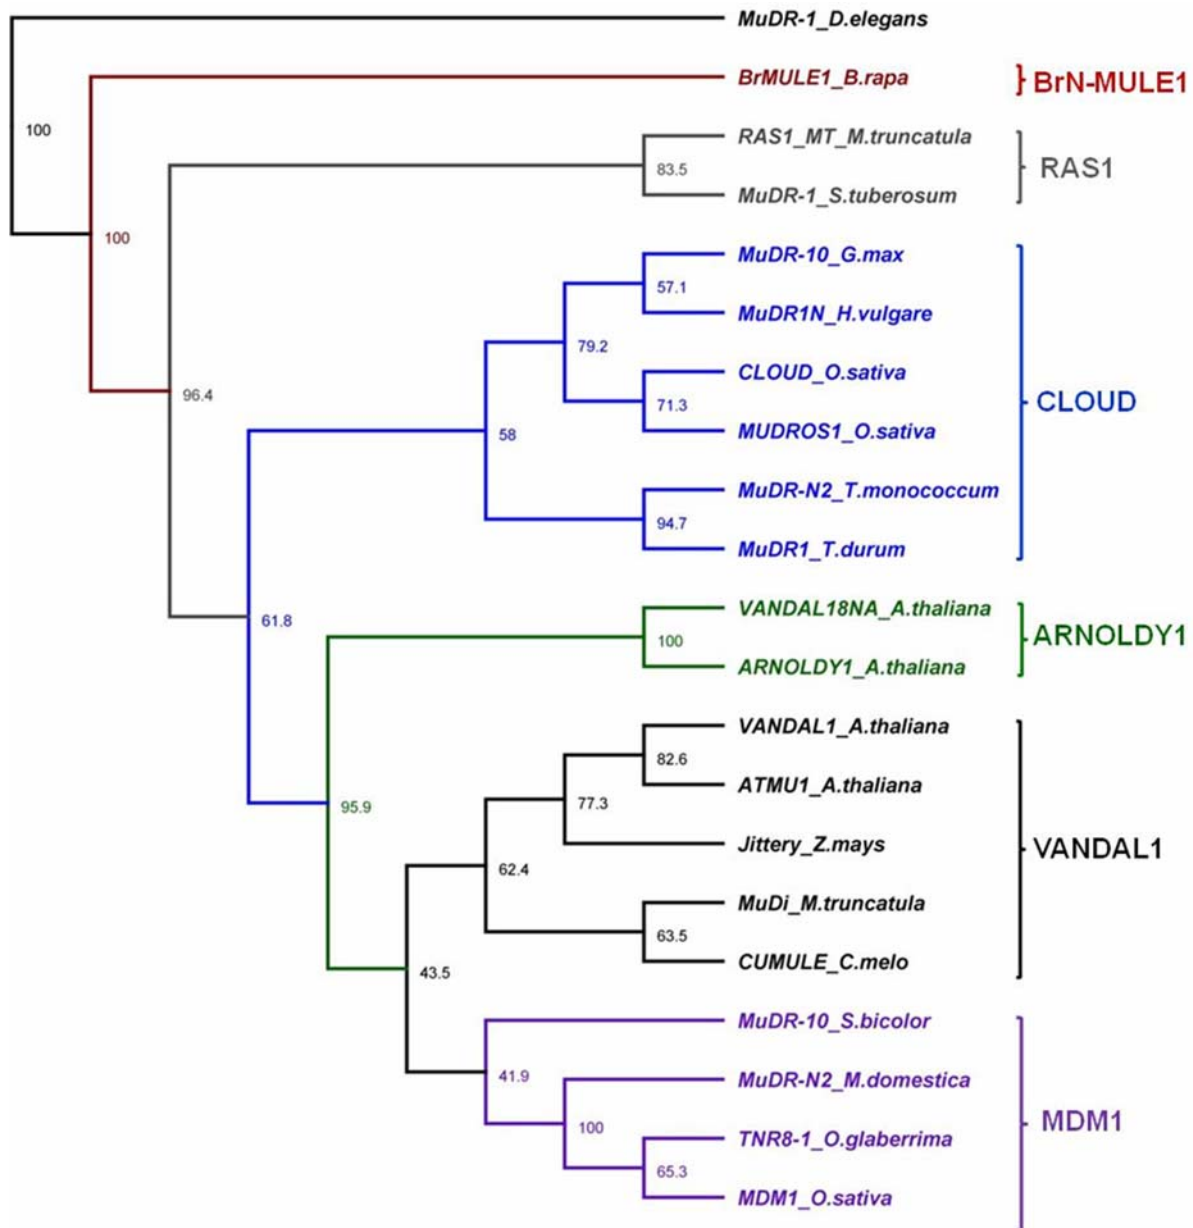 MuDR-1_D.elegans
BrMULE1_B.rapa
BrN-MULE1
100
RAS1_MT_M.truncatula
83.5
RAS1
MuDR-1_S.tuberosum
100
MuDR-10_G.max
57.1
MuDR1N_H.vulgare
79.2
CLOUD_O.sativa
96.4
71.3
CLOUD
MUDROS1_O.sativa
58
MuDR-N2_T.monococcum
94.7
MuDR1_T.durum
VANDAL18NA_A.thaliana
61.8
100
ARNOLDY1
ARNOLDY1_A.thaliana
VANDAL1_A.thaliana
82.6
ATMU1_A.thaliana
95.9
77.3
Jittery_Z.mays
VANDAL1
62.4
MuDi_M.truncatula
63.5
CUMULE_C.melo
43.5
MuDR-10_S.bicolor
41.9
MuDR-N2_M.domestica
100
MDM1
TNR8-1_O.glaberrima
65.3
MDM1_O.sativa